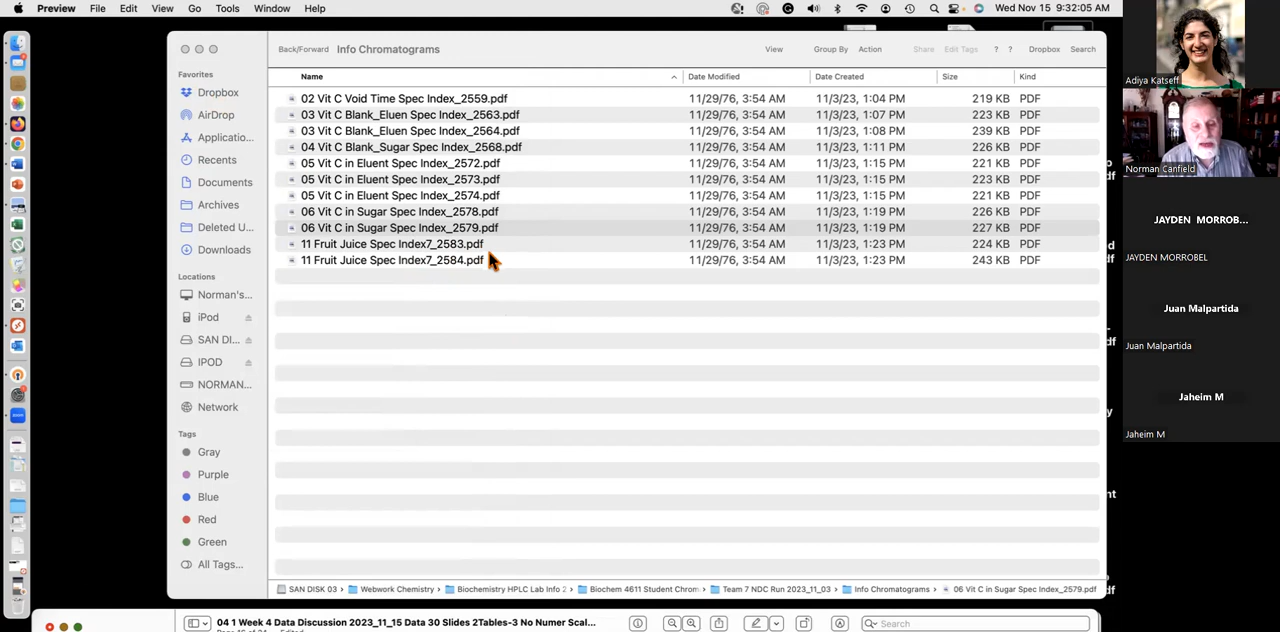 Preview File Edit View Go Tools Window Help Wed Nov 15 9:32:05 AM
Back/Forward Info Chromatograms View Group By Action Share Edit Tags ? ? Dropbox Search
Favorites
Dropbox
AirDrop
Applicatio...
Recents
Documents
Archives
Deleted U...
Downloads
Locations
Norman's...
iPod
SAN DI...
IPOD
NORMAN...
Network
Tags
Gray
Purple
Blue
Red
Green
All Tags...
Name Date Modified Date Created Size Kind
02 Vit C Void Time Spec Index_2559.pdf 11/29/76, 3:54 AM 11/3/23, 1:04 PM 219 KB PDF
03 Vit C Blank_Eluen Spec Index_2563.pdf 11/29/76, 3:54 AM 11/3/23, 1:07 PM 223 KB PDF
03 Vit C Blank_Eluen Spec Index_2564.pdf 11/29/76, 3:54 AM 11/3/23, 1:08 PM 239 KB PDF
04 Vit C Blank_Sugar Spec Index_2568.pdf 11/29/76, 3:54 AM 11/3/23, 1:11 PM 226 KB PDF
05 Vit C in Eluent Spec Index_2572.pdf 11/29/76, 3:54 AM 11/3/23, 1:15 PM 221 KB PDF
05 Vit C in Eluent Spec Index_2573.pdf 11/29/76, 3:54 AM 11/3/23, 1:15 PM 223 KB PDF
05 Vit C in Eluent Spec Index_2574.pdf 11/29/76, 3:54 AM 11/3/23, 1:15 PM 221 KB PDF
06 Vit C in Sugar Spec Index_2578.pdf 11/29/76, 3:54 AM 11/3/23, 1:19 PM 226 KB PDF
06 Vit C in Sugar Spec Index_2579.pdf 11/29/76, 3:54 AM 11/3/23, 1:19 PM 227 KB PDF
11 Fruit Juice Spec Index7_2583.pdf 11/29/76, 3:54 AM 11/3/23, 1:23 PM 224 KB PDF
11 Fruit Juice Spec Index7_2584.pdf 11/29/76, 3:54 AM 11/3/23, 1:23 PM 243 KB PDF
SAN DISK 03 › Webwork Chemistry › Biochemistry HPLC Lab Info 2 › Biochem 4611 Student Chrom › Team 7 NDC Run 2023_11_03 › Info Chromatograms › 06 Vit C in Sugar Spec Index_2579.pdf
04 1 Week 4 Data Discussion 2023_11_15 Data 30 Slides 2Tables-3 No Numer Scal... Search
Adiya Katseff
Norman Canfield
JAYDEN MORROB...
JAYDEN MORROBEL
Juan Malpartida
Juan Malpartida
Jaheim M
Jaheim M